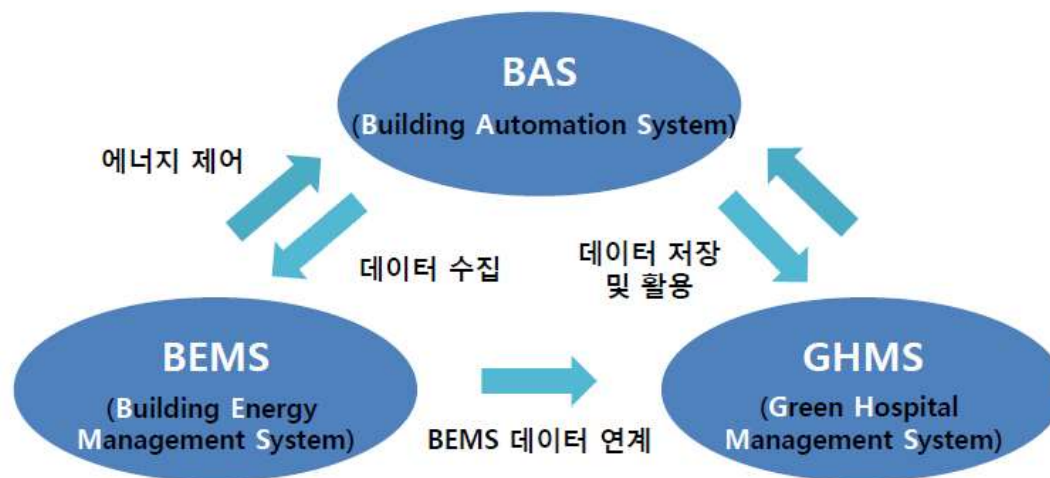 BAS
(Building Automation System)
에너지 제어
데이터 수집
데이터 저장
및 활용
BEMS
(Building Energy
Management System)
BEMS 데이터 연계
GHMS
(Green Hospital
Management System)